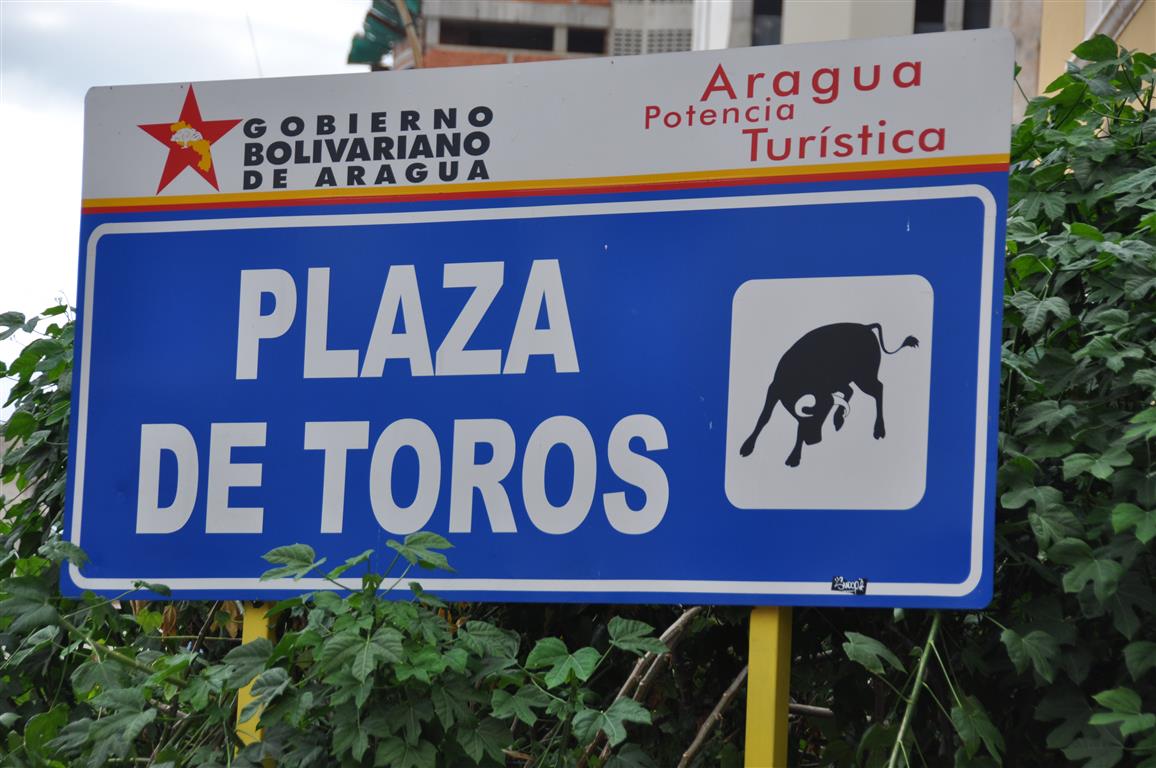 GOBIERNO
BOLIVARIANO
DE ARAGUA
Aragua
Potencia
Turística
PLAZA
DE TOROS